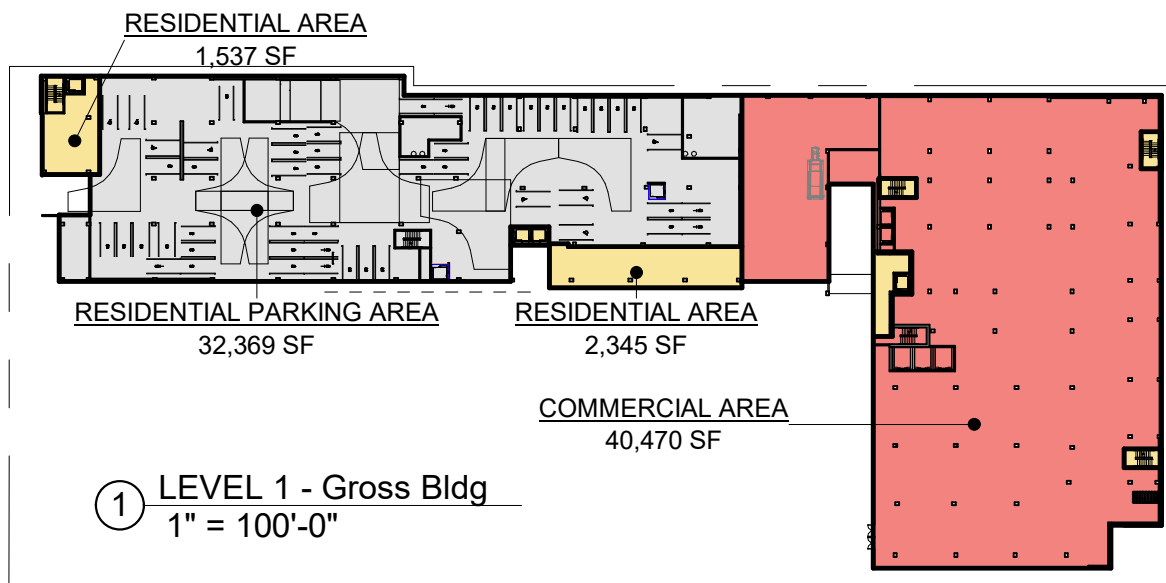 RESIDENTIAL AREA
1,537 SF
RESIDENTIAL PARKING AREA
32,369 SF
RESIDENTIAL AREA
2,345 SF
COMMERCIAL AREA
40,470 SF
1
LEVEL 1 - Gross Bldg
1" = 100'-0"